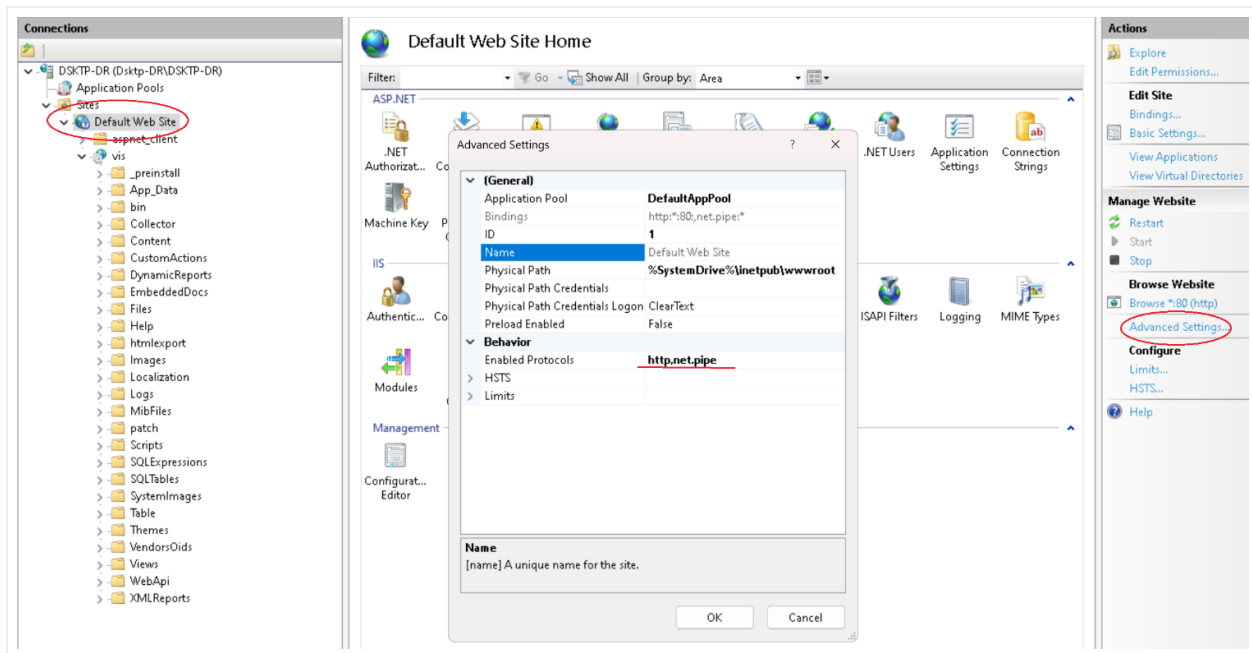 Connections
DSKTP-DR (Dsktp-DR\DSKTP-DR)
Application Pools
Sites
Default Web Site
aspnet_client
vis
_preinstall
App_Data
bin
Collector
Content
CustomActions
DynamicReports
EmbeddedDocs
Files
Help
htmlexport
Images
Localization
Logs
MibFiles
patch
Scripts
SQLExpressions
SQLTables
SystemImages
Table
Themes
VendorsOids
Views
WebApi
XMLReports
Default Web Site Home
Filter: Go Show All Group by: Area
ASP.NET
.NET Authorizat...
.NET Users
Application Settings
Connection Strings
Machine Key
IIS
Authentic...
ISAPI Filters
Logging
MIME Types
Modules
Management
Configurat... Editor
Advanced Settings ?
(General)
Application Pool DefaultAppPool
Bindings http:*:80:,net.pipe:*
ID 1
Name Default Web Site
Physical Path %SystemDrive%\inetpub\wwwroot
Physical Path Credentials
Physical Path Credentials Logon ClearText
Preload Enabled False
Behavior
Enabled Protocols http,net.pipe
HSTS
Limits
Name
[name] A unique name for the site.
OK Cancel
Actions
Explore
Edit Permissions...
Edit Site
Bindings...
Basic Settings...
View Applications
View Virtual Directories
Manage Website
Restart
Start
Stop
Browse Website
Browse *:80 (http)
Advanced Settings...
Configure
Limits...
HSTS...
Help